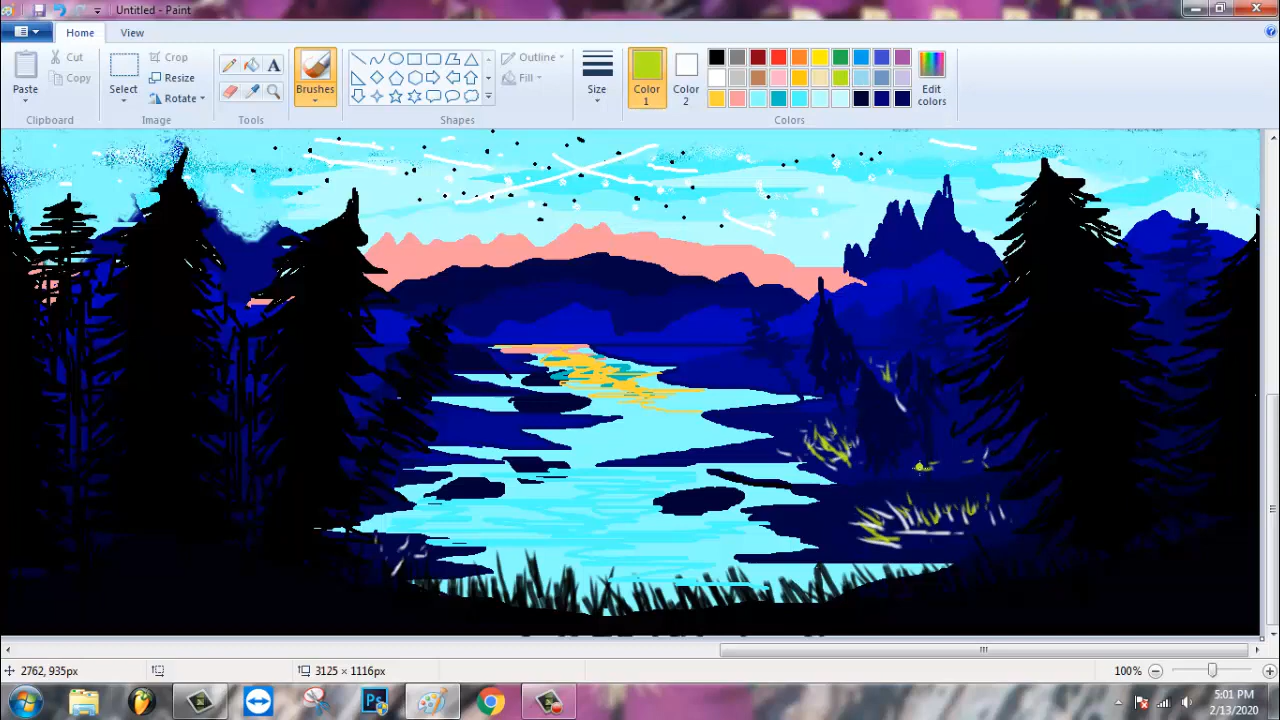 Untitled - Paint
Home View
Paste
Cut
Copy
Clipboard
Select
Crop
Resize
Rotate
Image
A
Tools
Brushes
Outline
Fill
Shapes
Size
Color 1
Color 2
Edit colors
Colors
2762, 935px
3125 × 1116px
100%
Ps
5:01 PM
2/13/2020